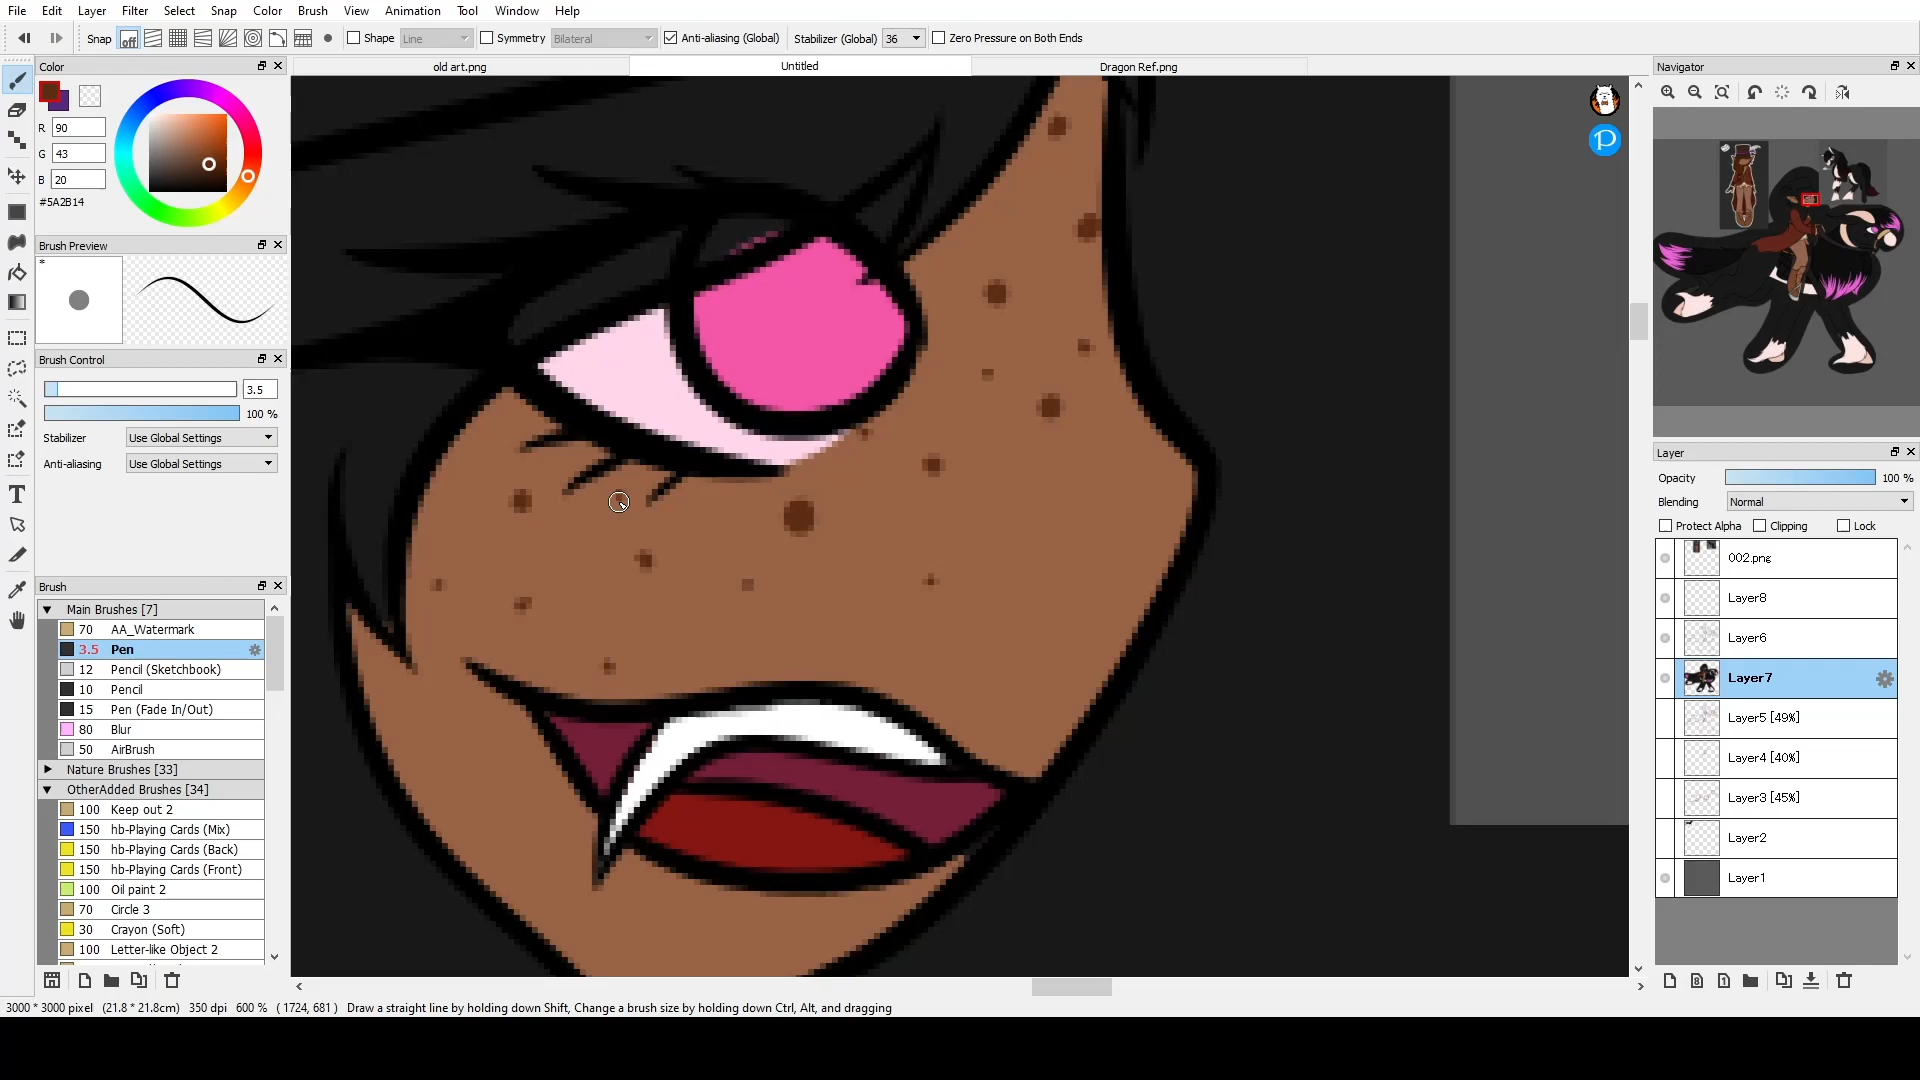 File Edit Layer Filter Select Snap Color Brush View Animation Tool Window Help
Snap off Shape Line Symmetry Bilateral Anti-aliasing (Global) Stabilizer (Global) 36 Zero Pressure on Both Ends
Color
old art.png
Untitled
Dragon Ref.png
Navigator
R 90
G 43
B 20
#5A2B14
Brush Preview
*
Brush Control
3.5
100 %
Stabilizer Use Global Settings
Anti-aliasing Use Global Settings
Brush
Main Brushes [7]
70 AA_Watermark
3.5 Pen
12 Pencil (Sketchbook)
10 Pencil
15 Pen (Fade In/Out)
80 Blur
50 AirBrush
Nature Brushes [33]
OtherAdded Brushes [34]
100 Keep out 2
150 hb-Playing Cards (Mix)
150 hb-Playing Cards (Back)
150 hb-Playing Cards (Front)
100 Oil paint 2
70 Circle 3
30 Crayon (Soft)
100 Letter-like Object 2
Layer
Opacity 100 %
Blending Normal
Protect Alpha Clipping Lock
002.png
Layer8
Layer6
Layer7
Layer5 [49%]
Layer4 [40%]
Layer3 [45%]
Layer2
Layer1
3000 * 3000 pixel (21.8 * 21.8cm) 350 dpi 600 % ( 1724, 681 ) Draw a straight line by holding down Shift, Change a brush size by holding down Ctrl, Alt, and dragging